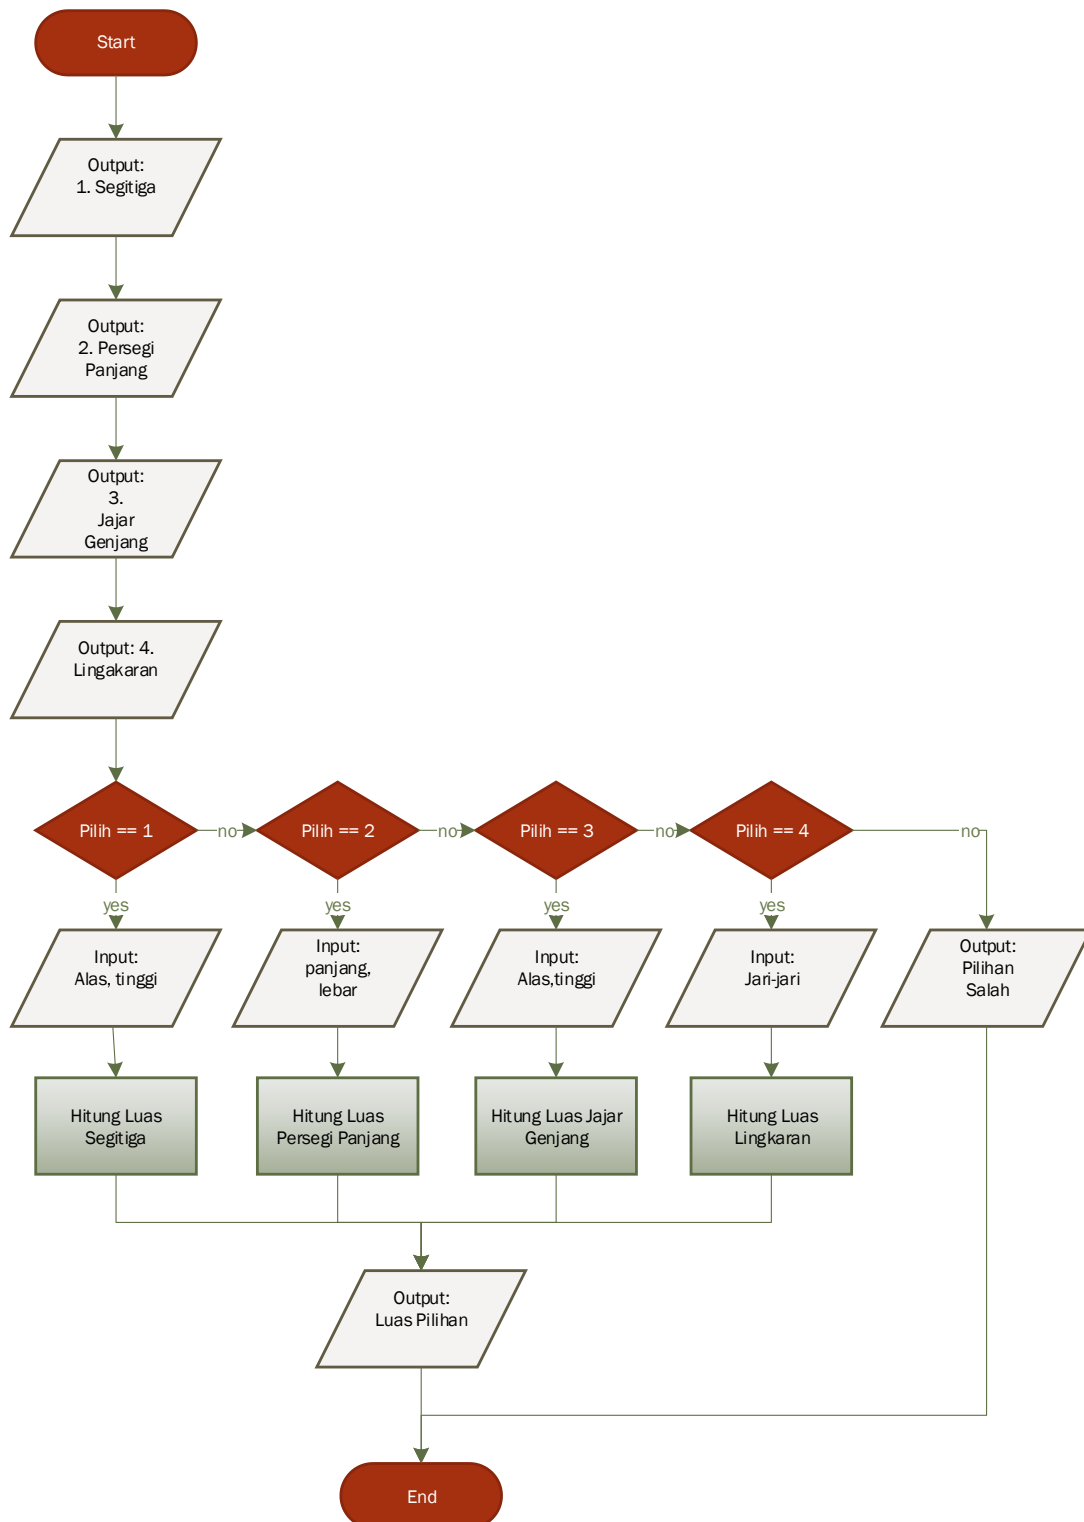 Start
Output:
1. Segitiga
Output:
2. Persegi
Panjang
Output:
3.
Jajar
Genjang
Output: 4.
Lingakaran
Pilih == 1
no
Pilih == 2
no
Pilih == 3
no
Pilih == 4
no
yes
yes
yes
yes
Input:
Alas, tinggi
Input:
panjang,
lebar
Input:
Alas,tinggi
Input:
Jari-jari
Output:
Pilihan
Salah
Hitung Luas
Segitiga
Hitung Luas
Persegi Panjang
Hitung Luas Jajar
Genjang
Hitung Luas
Lingkaran
Output:
Luas Pilihan
End